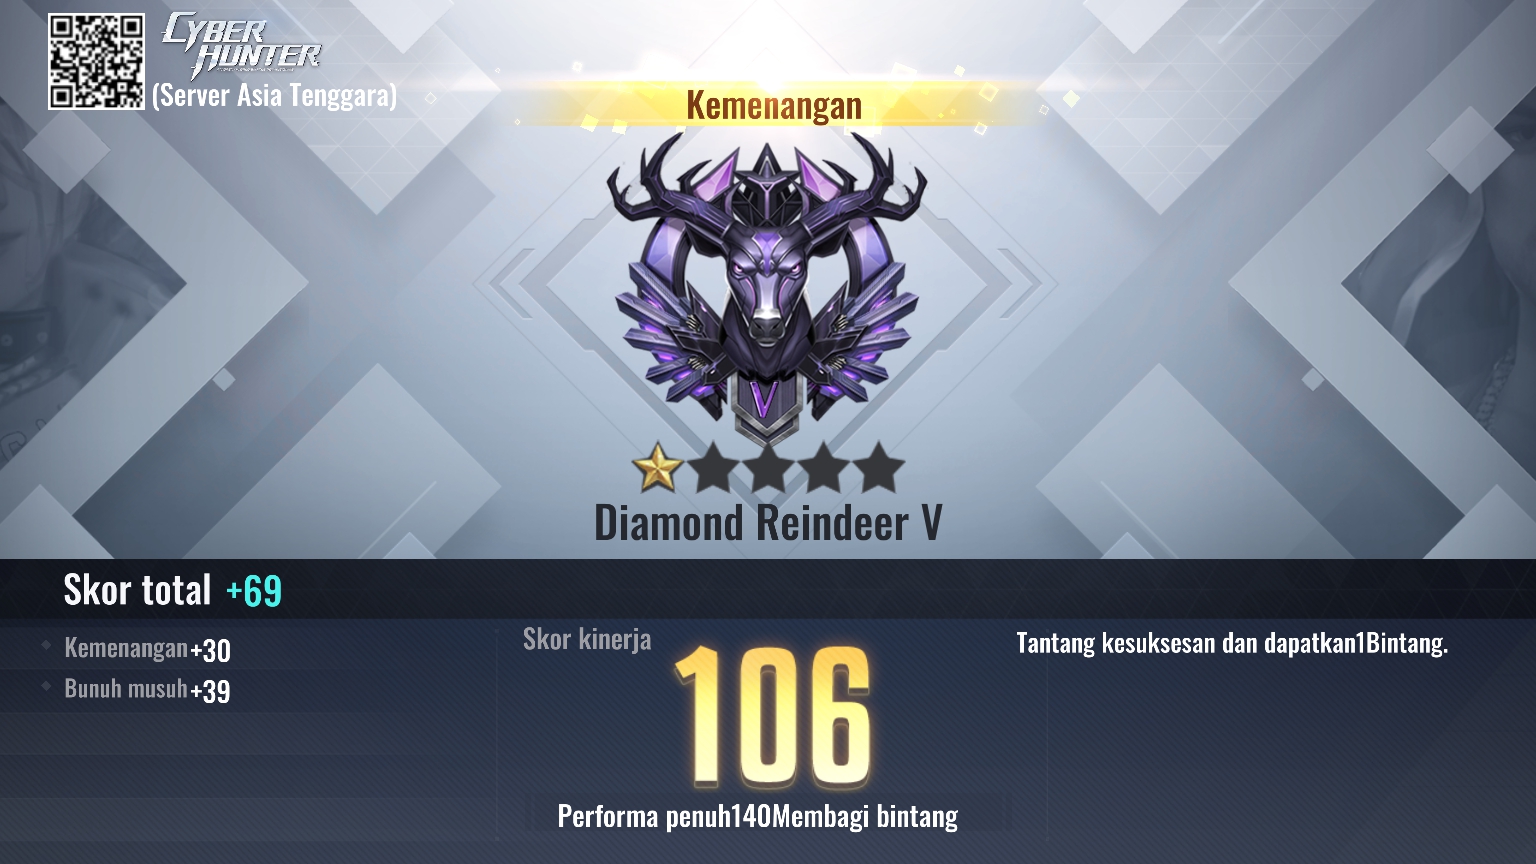 CYBER
HUNTER
(Server Asia Tenggara)
Kemenangan
V
Diamond Reindeer V
Skor total +69
Kemenangan+30
Bunuh musuh+39
Skor kinerja
106
Performa penuh140Membagi bintang
Tantang kesuksesan dan dapatkan1Bintang.